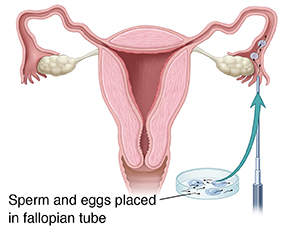 Sperm and eggs placed
in fallopian tube